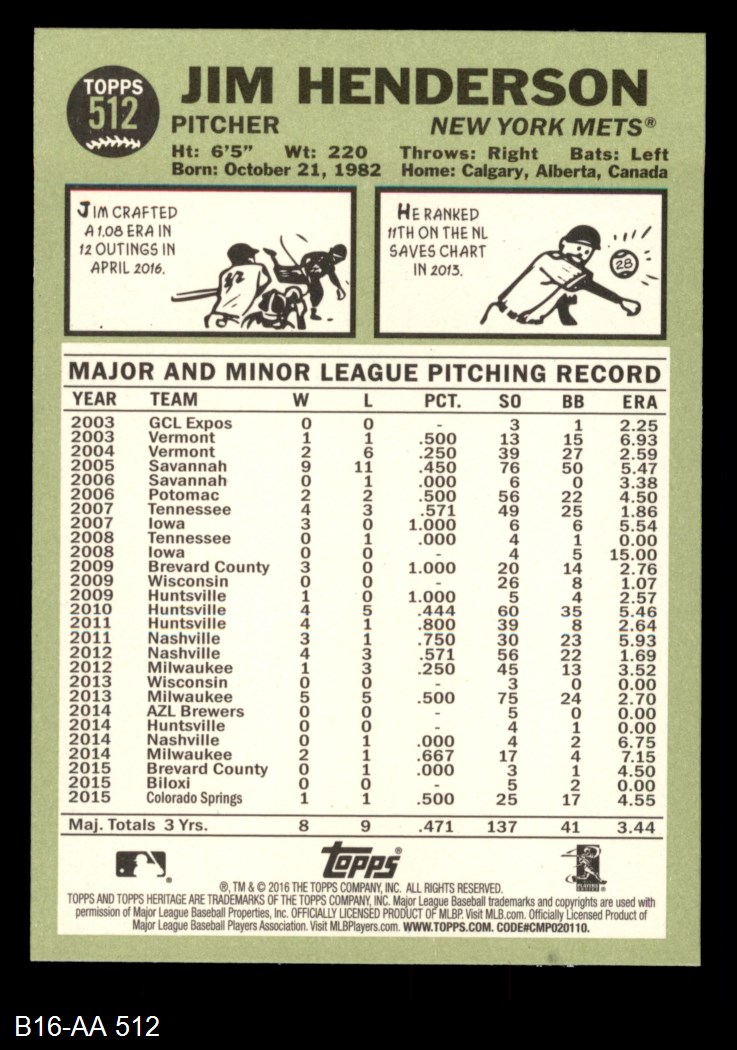 TOPPS
512
JIM HENDERSON
PITCHER NEW YORK METS®
Ht: 6'5" Wt: 220 Throws: Right Bats: Left
Born: October 21, 1982 Home: Calgary, Alberta, Canada
JIM CRAFTED
A 1.08 ERA IN
12 OUTINGS IN
APRIL 2016.
HE RANKED
11TH ON THE NL
SAVES CHART
IN 2013.
28
MAJOR AND MINOR LEAGUE PITCHING RECORD
YEAR TEAM W L PCT. SO BB ERA
2003 GCL Expos 0 0 - 3 1 2.25
2003 Vermont 1 1 .500 13 15 6.93
2004 Vermont 2 6 .250 39 27 2.59
2005 Savannah 9 11 .450 76 50 5.47
2006 Savannah 0 1 .000 6 0 3.38
2006 Potomac 2 2 .500 56 22 4.50
2007 Tennessee 4 3 .571 49 25 1.86
2007 Iowa 3 0 1.000 6 6 5.54
2008 Tennessee 0 1 .000 4 1 0.00
2008 Iowa 0 0 - 4 5 15.00
2009 Brevard County 3 0 1.000 20 14 2.76
2009 Wisconsin 0 0 - 26 8 1.07
2009 Huntsville 1 0 1.000 5 4 2.57
2010 Huntsville 4 5 .444 60 35 5.46
2011 Huntsville 4 1 .800 39 8 2.64
2011 Nashville 3 1 .750 30 23 5.93
2012 Nashville 4 3 .571 56 22 1.69
2012 Milwaukee 1 3 .250 45 13 3.52
2013 Wisconsin 0 0 - 3 0 0.00
2013 Milwaukee 5 5 .500 75 24 2.70
2014 AZL Brewers 0 0 - 5 0 0.00
2014 Huntsville 0 0 - 4 1 0.00
2014 Nashville 0 1 .000 4 2 6.75
2014 Milwaukee 2 1 .667 17 4 7.15
2015 Brevard County 0 1 .000 3 1 4.50
2015 Biloxi 0 0 - 5 2 0.00
2015 Colorado Springs 1 1 .500 25 17 4.55
Maj. Totals 3 Yrs. 8 9 .471 137 41 3.44
Topps®
®, TM & © 2016 THE TOPPS COMPANY, INC. ALL RIGHTS RESERVED.
TOPPS AND TOPPS HERITAGE ARE TRADEMARKS OF THE TOPPS COMPANY, INC. Major League Baseball trademarks and copyrights are used with
permission of Major League Baseball Properties, Inc. OFFICIALLY LICENSED PRODUCT OF MLBP. Visit MLB.com. Officially Licensed Product of
Major League Baseball Players Association. Visit MLBPlayers.com. WWW.TOPPS.COM. CODE#CMP020110.
B16-AA 512